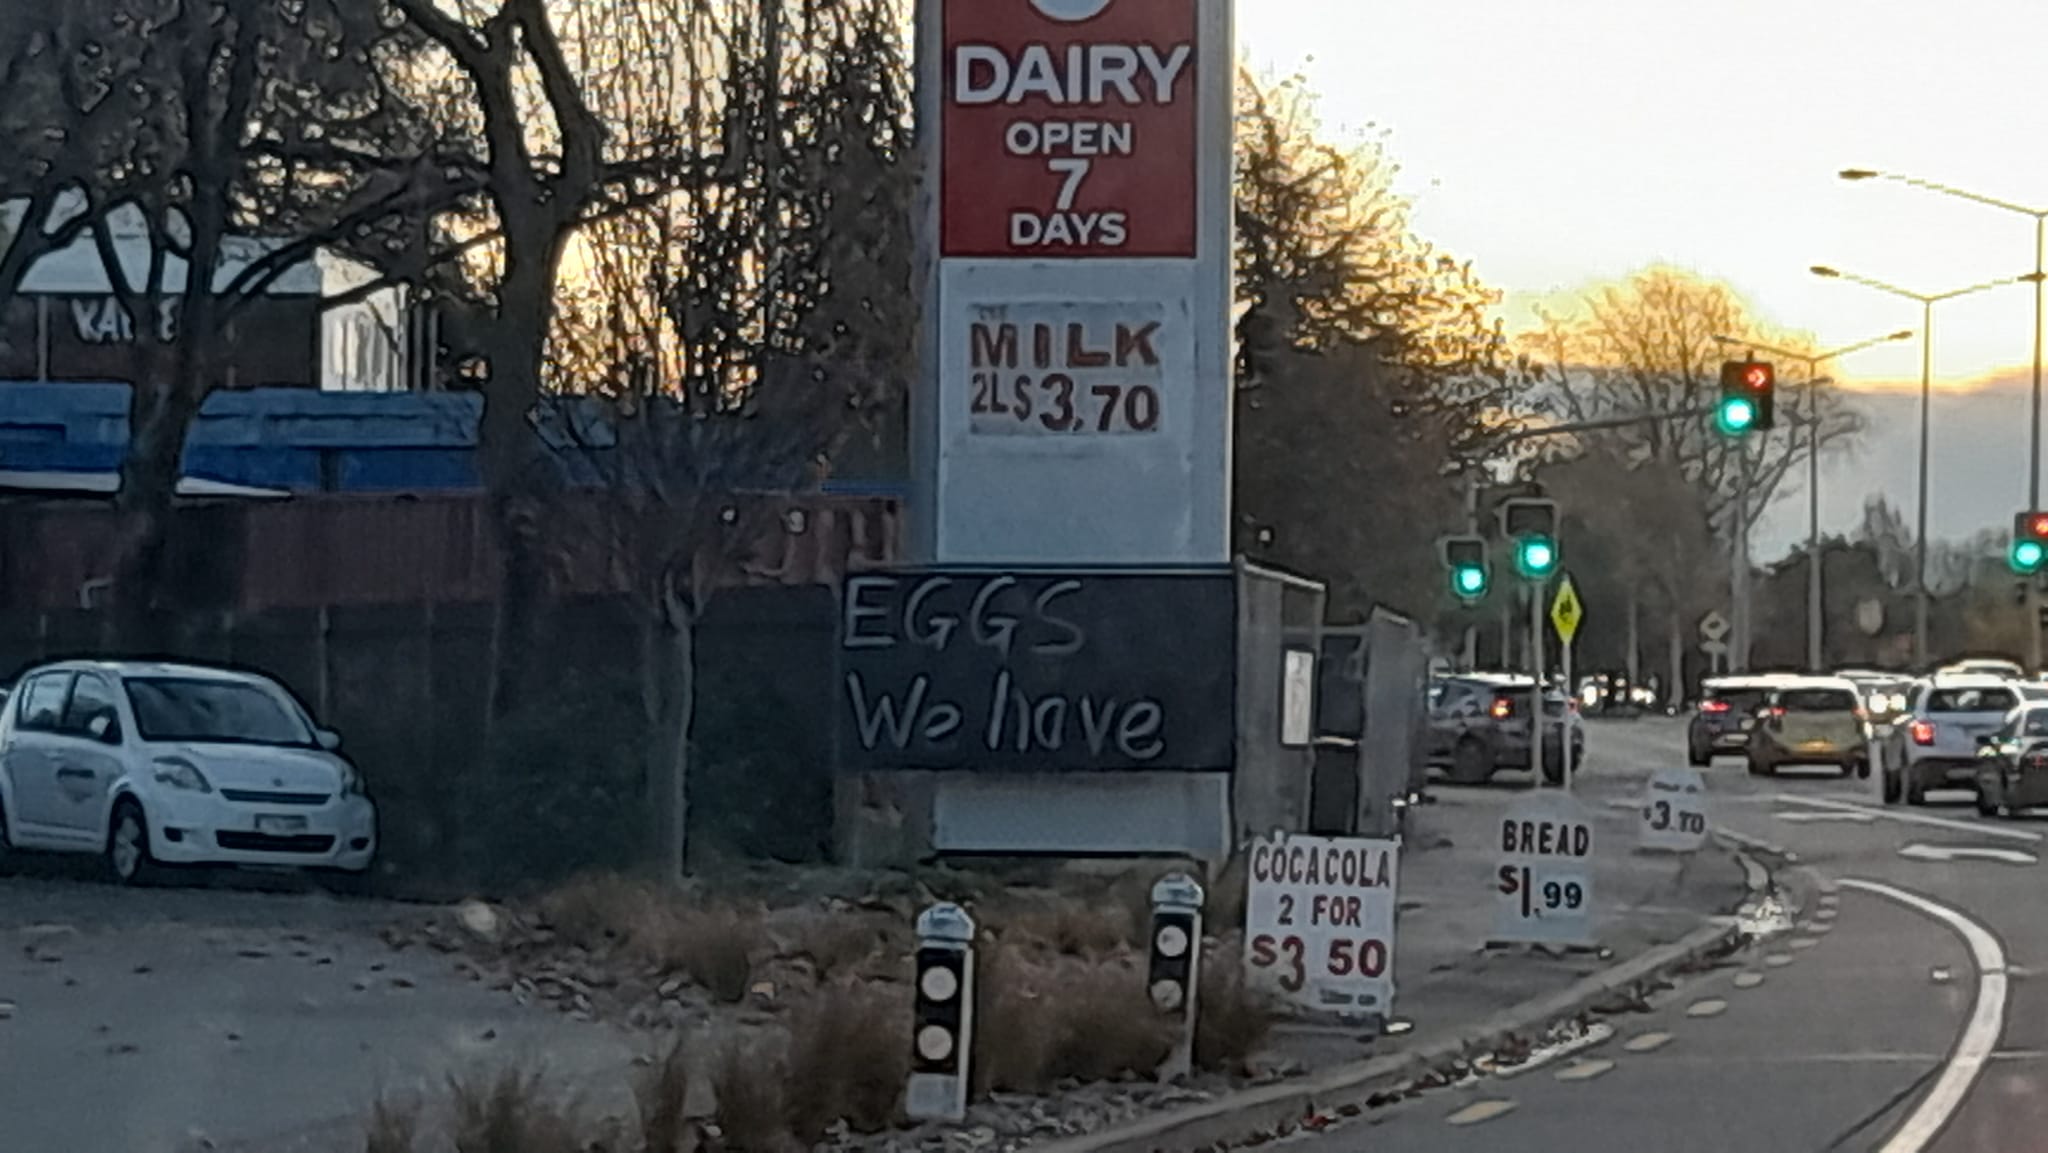 DAIRY
OPEN
7
DAYS
MILK
2L$3.70
EGGS
We have
COCACOLA
2 FOR
$3 50
BREAD
$1.99
$3.70